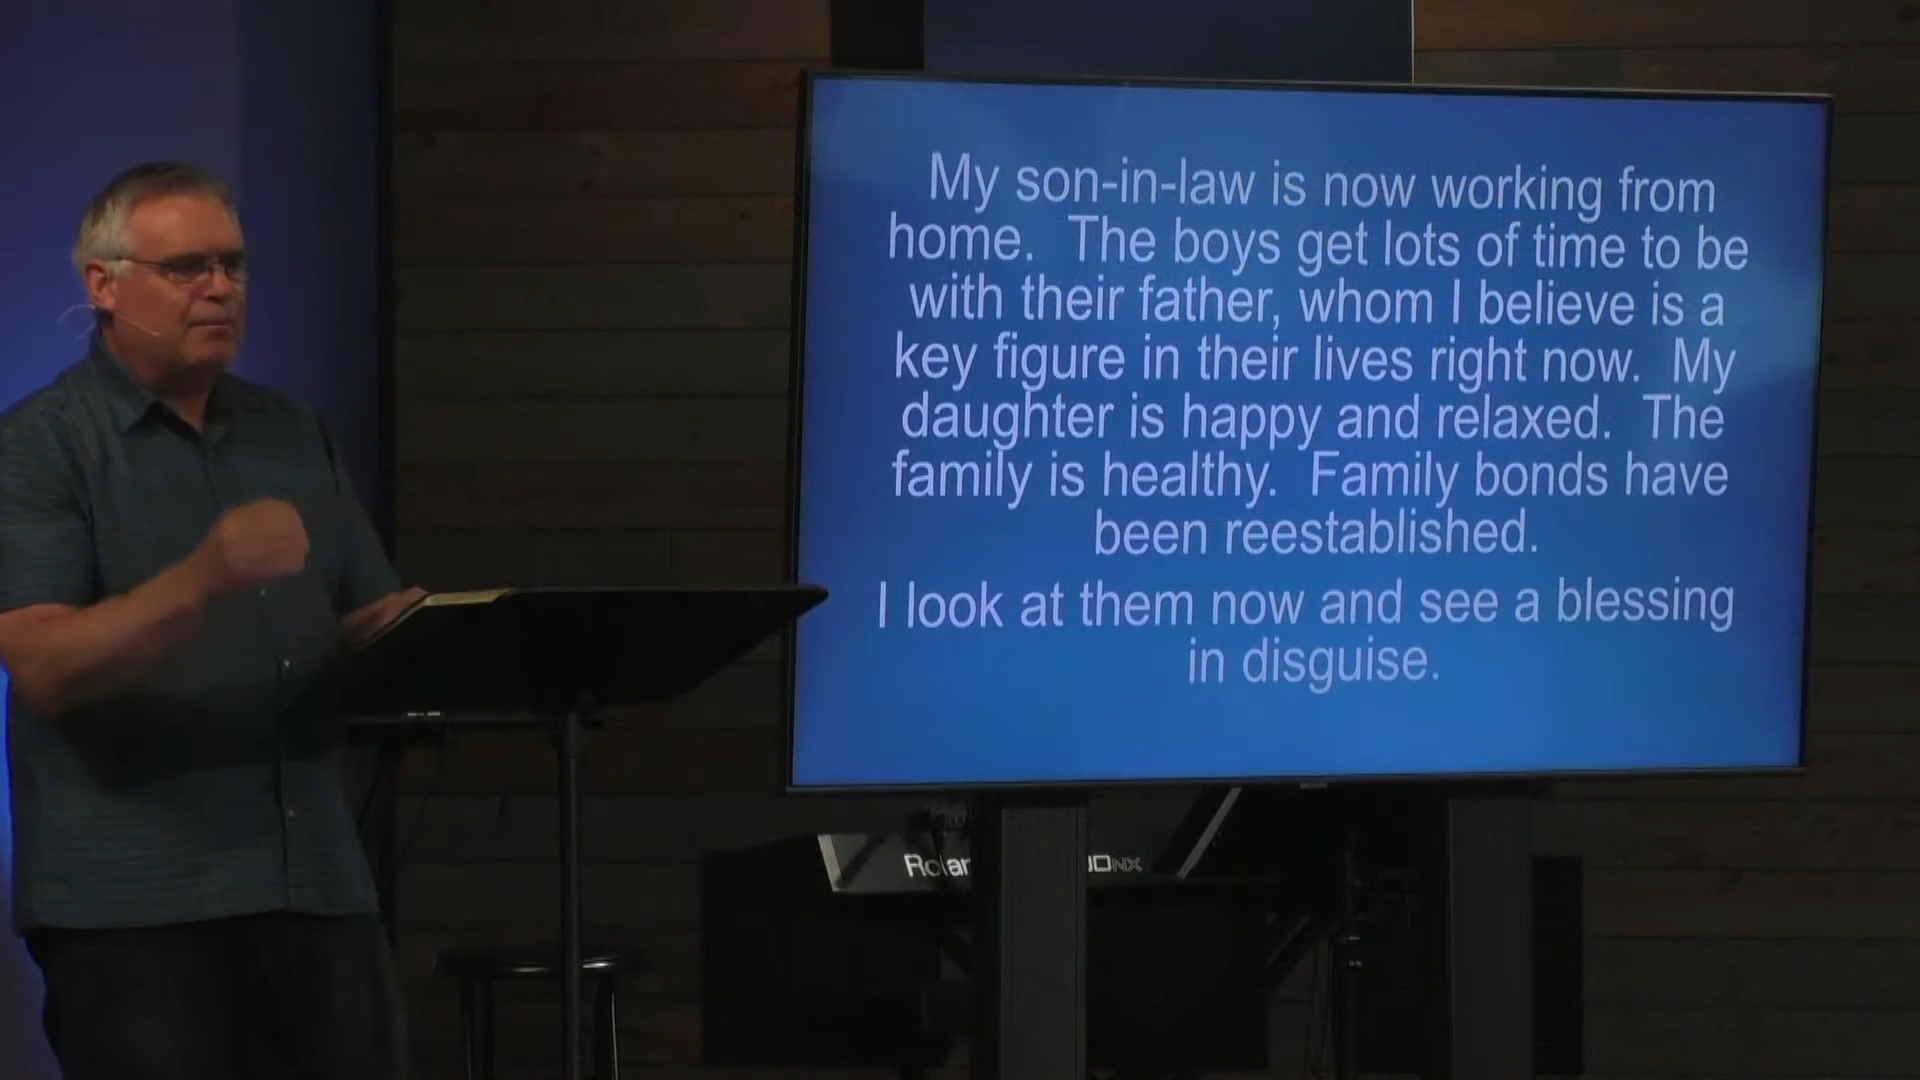 My son-in-law is now working from
home. The boys get lots of time to be
with their father, whom I believe is a
key figure in their lives right now. My
daughter is happy and relaxed. The
family is healthy. Family bonds have
been reestablished.
I look at them now and see a blessing
in disguise.
Roland